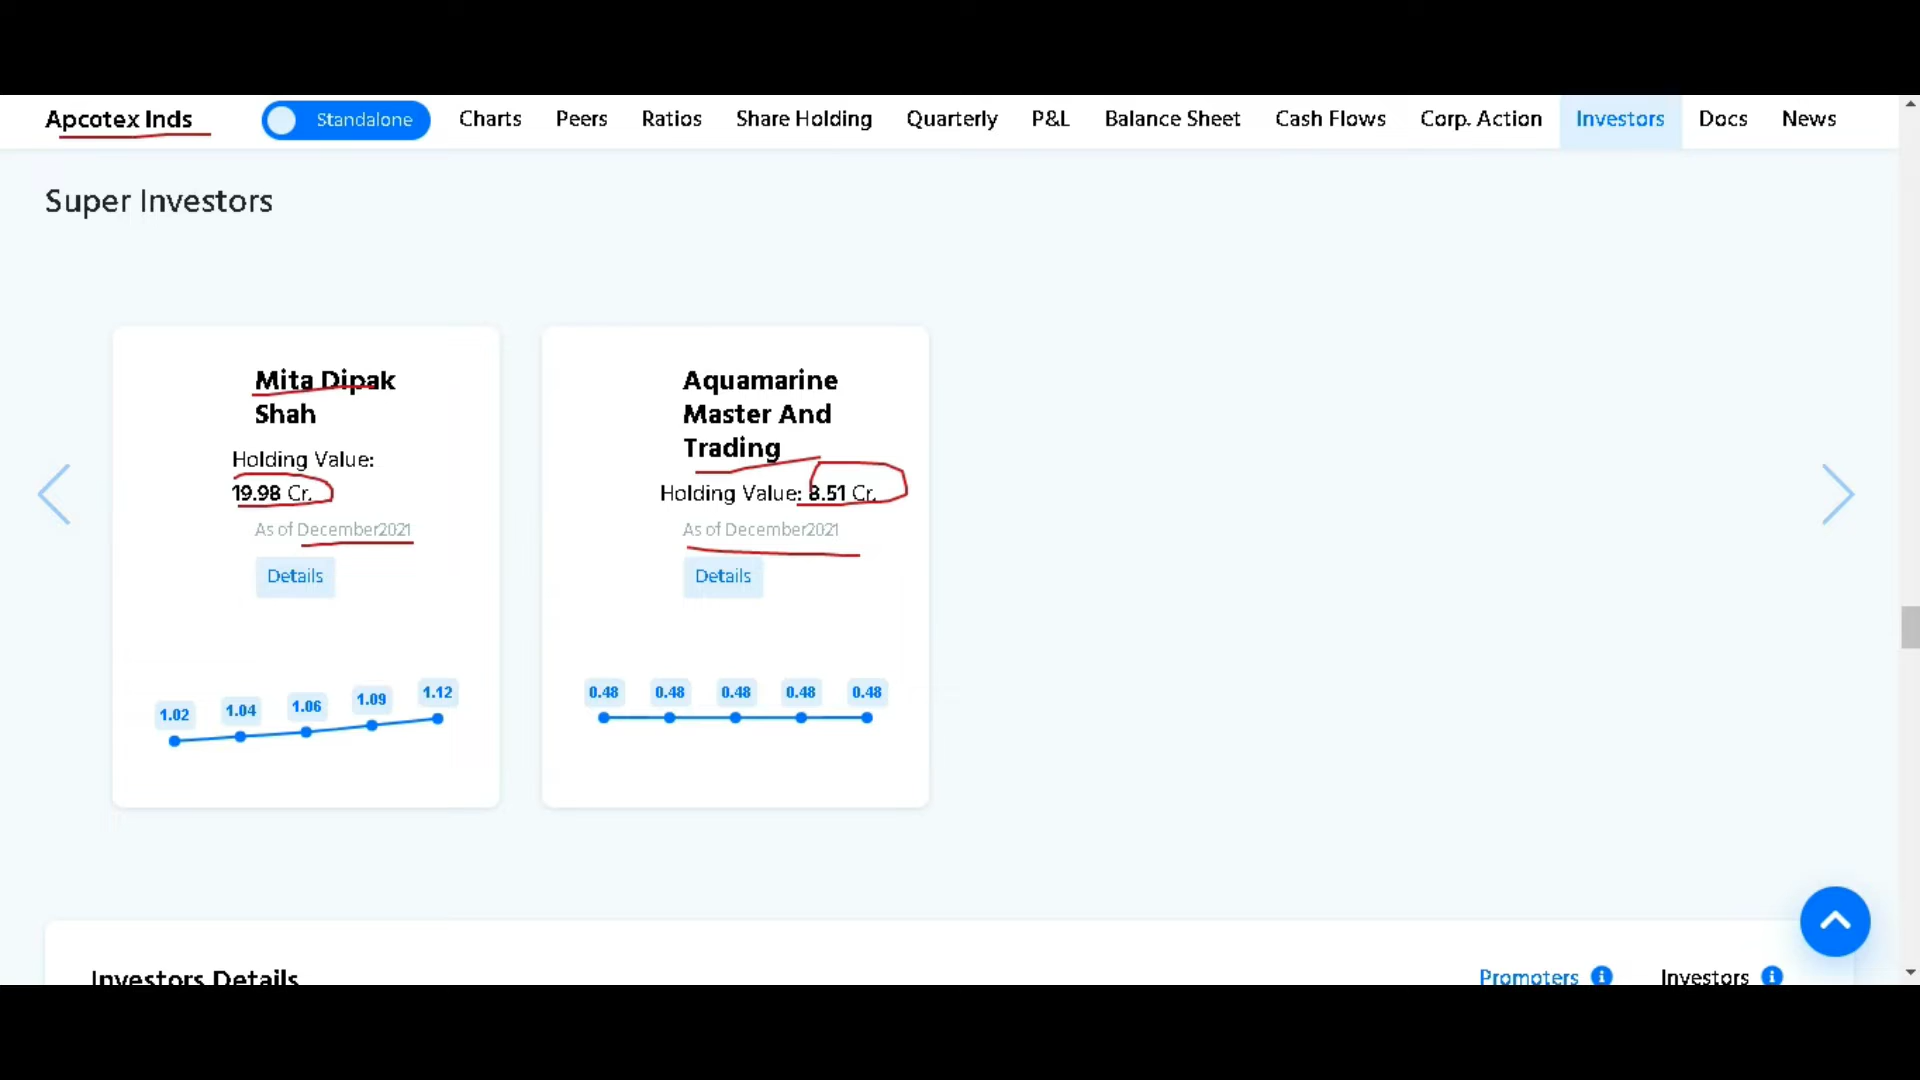 Apcotex Inds Standalone Charts Peers Ratios Share Holding Quarterly P&L Balance Sheet Cash Flows Corp. Action Investors Docs News
Super Investors
Mita Dipak
Shah
Holding Value:
19.98 Cr.
As of December2021
Details
1.02 1.04 1.06 1.09 1.12
Aquamarine
Master And
Trading
Holding Value: 8.51 Cr.
As of December2021
Details
0.48 0.48 0.48 0.48 0.48
Investors Details Promoters Investors